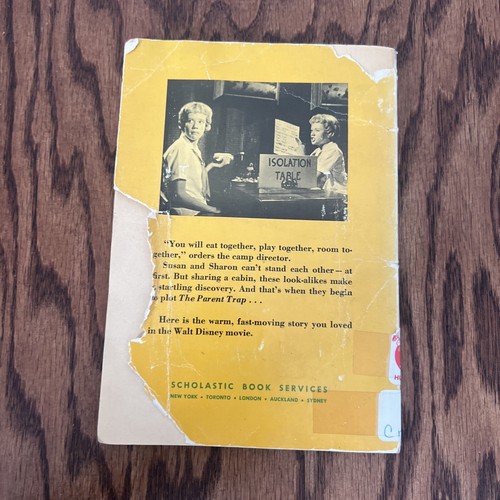 ISOLATION
TABLE
"You will eat together, play together, room to-
gether," orders the camp director.
Susan and Sharon can't stand each other—at
first. But sharing a cabin, these look-alikes make
startling discovery. And that's when they begin
to plot The Parent Trap . . .
Here is the warm, fast-moving story you loved
in the Walt Disney movie.
SCHOLASTIC BOOK SERVICES
NEW YORK • TORONTO • LONDON • AUCKLAND • SYDNEY